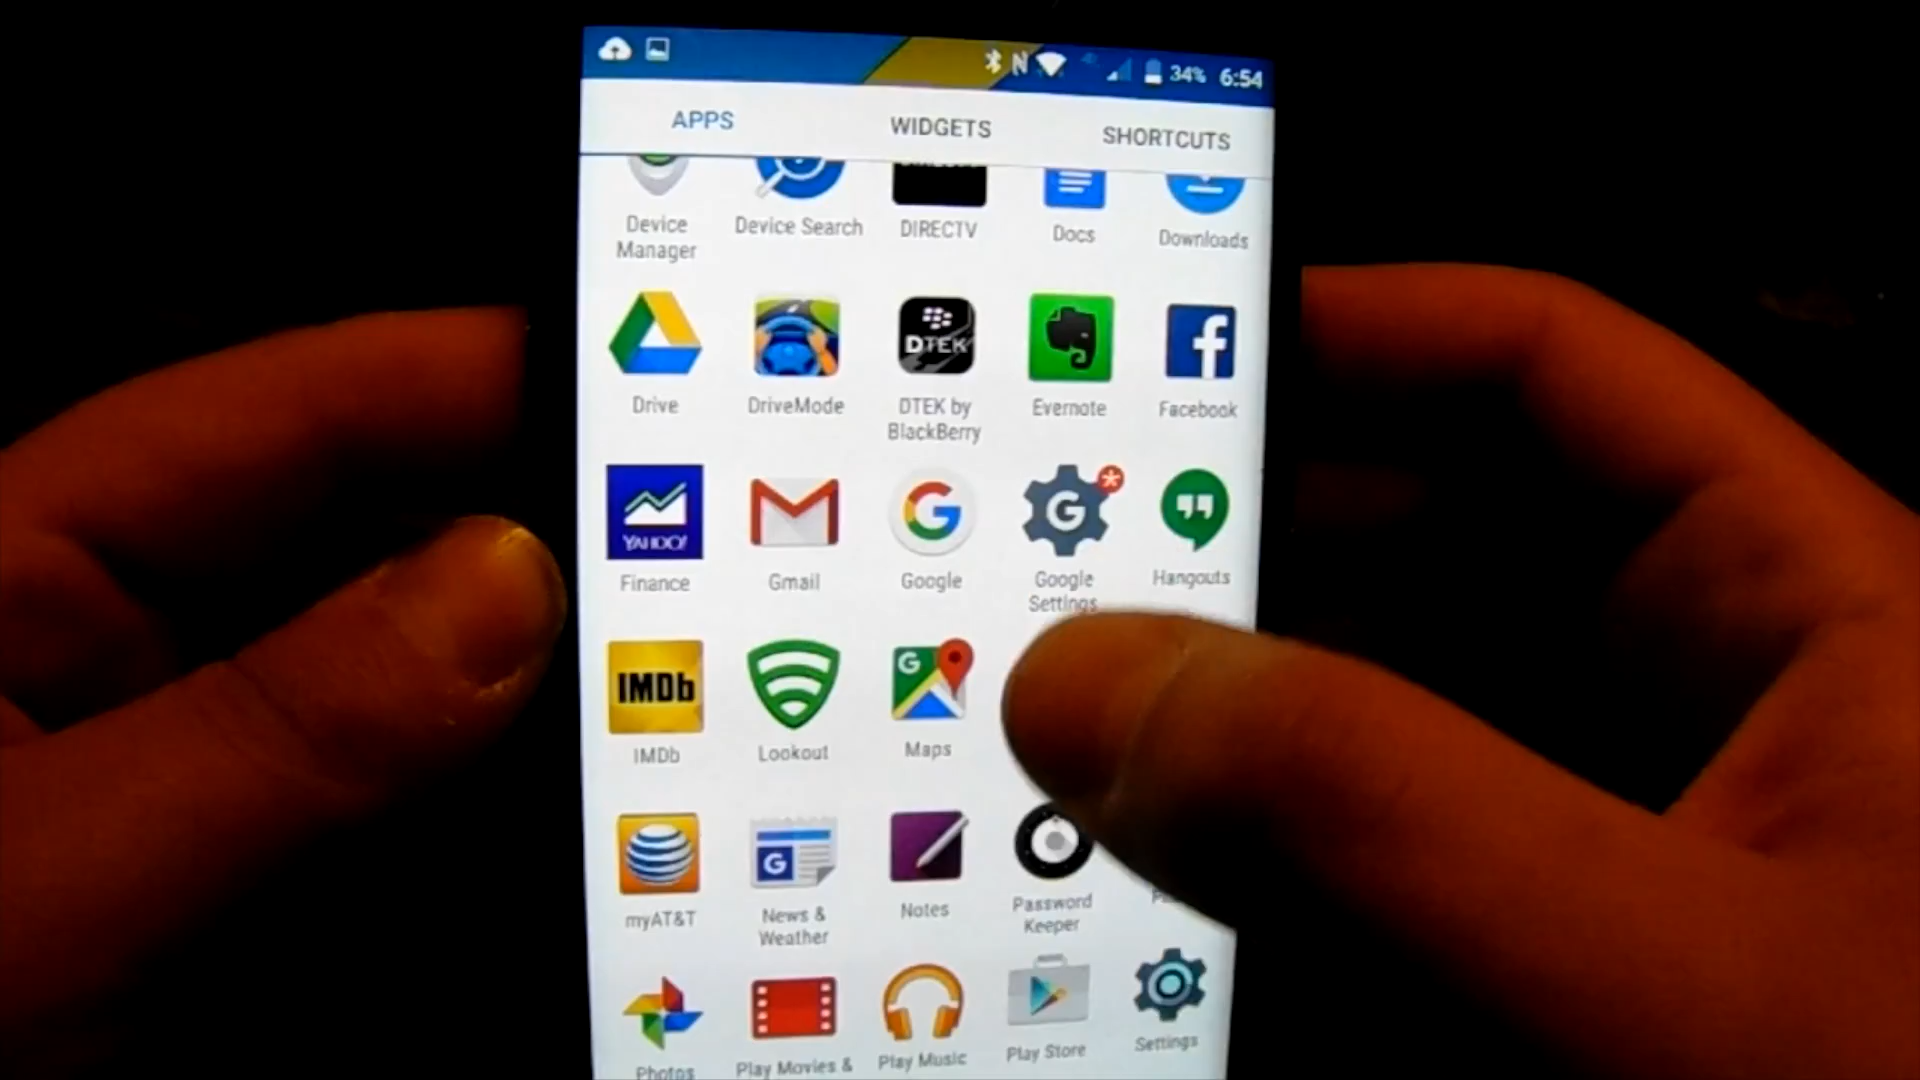 34% 6:54
APPS WIDGETS SHORTCUTS
Device Manager Device Search DIRECTV Docs Downloads
DTEK
Drive DriveMode DTEK by BlackBerry Evernote Facebook
YAHOO! G G
Finance Gmail Google Google Settings Hangouts
IMDb G
IMDb Lookout Maps
G
myAT&T News & Weather Notes Password Keeper
Photos Play Movies & Play Music Play Store Settings